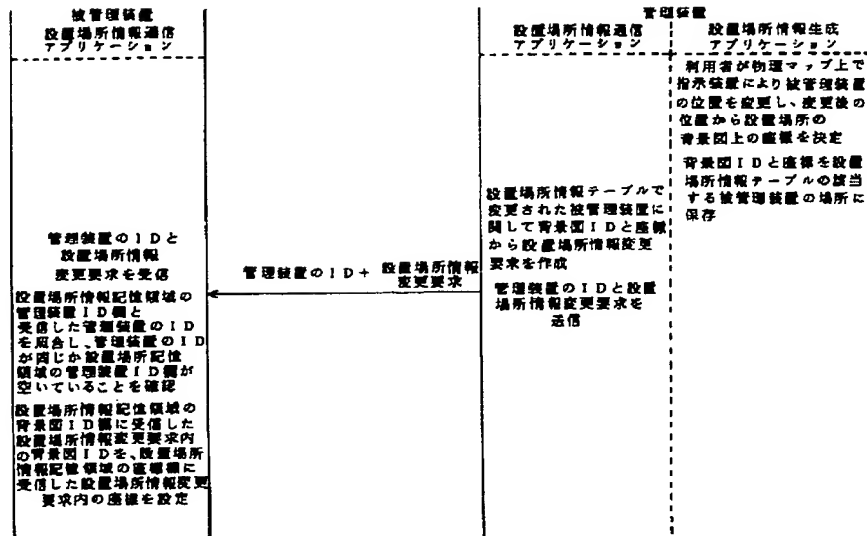 被管理装置
設置場所情報通信
アプリケーション
管理装置
設置場所情報通信
アプリケーション
設置場所情報生成
アプリケーション
利用者が物理マップ上で
指示装置により被管理装置
の位置を変更し、変更後の
位置から設置場所の
背景図上の座標を決定
背景図IDと座標を設置
場所情報テーブルの該当
する被管理装置の場所に
保存
設置場所情報テーブルで
変更された被管理装置に
関して背景図IDと座標
から設置場所情報変更
要求を作成
管理装置のIDと設置
場所情報変更要求を
送信
管理装置のID+
設置場所情報
変更要求
管理装置のIDと
設置場所情報
変更要求を受信
設置場所情報記憶領域の
管理装置ID欄と
受信した管理装置のID
を照合し、管理装置のID
が同じか設置場所記憶
領域の管理装置ID欄が
空いていることを確認
設置場所情報記憶領域の
背景図ID欄に受信した
設置場所情報変更要求内
の背景図IDを、設置場所
情報記憶領域の座標欄に
受信した設置場所情報変更
要求内の座標を設定